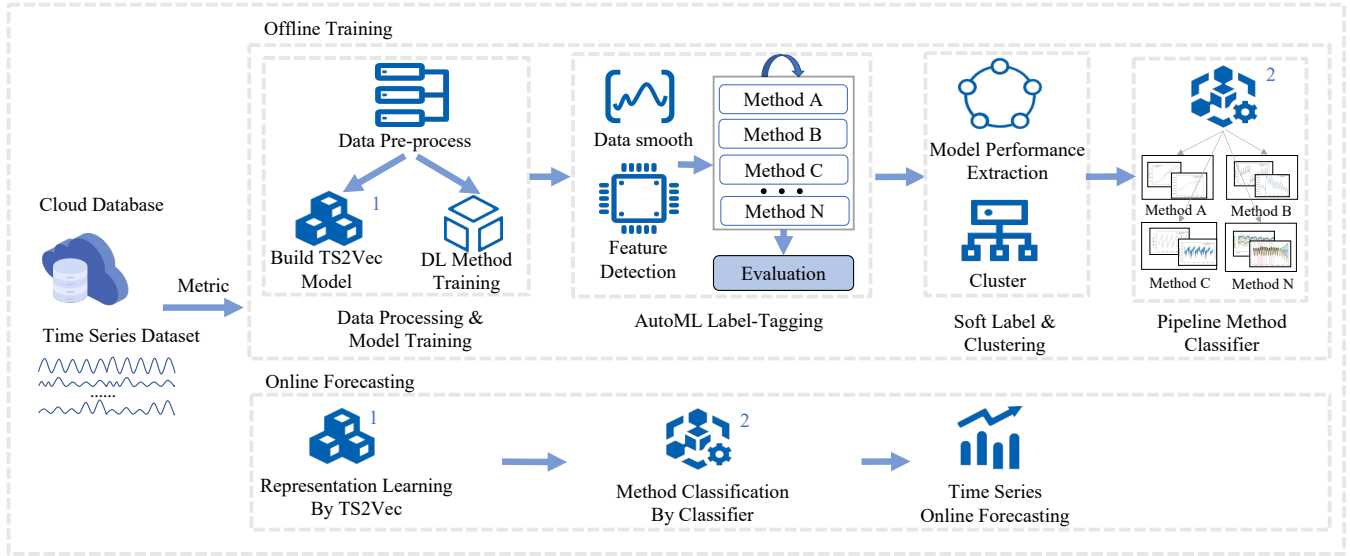 Offline Training
Cloud Database
Time Series Dataset
......
Metric
Data Pre-process
1
Build TS2Vec
Model
DL Method
Training
Data Processing &
Model Training
Data smooth
Feature
Detection
Method A
Method B
Method C
• • •
Method N
Evaluation
AutoML Label-Tagging
Model Performance
Extraction
Cluster
Soft Label &
Clustering
2
Method A
Method B
Method C
Method N
Pipeline Method
Classifier
Online Forecasting
1
Representation Learning
By TS2Vec
2
Method Classification
By Classifier
Time Series
Online Forecasting